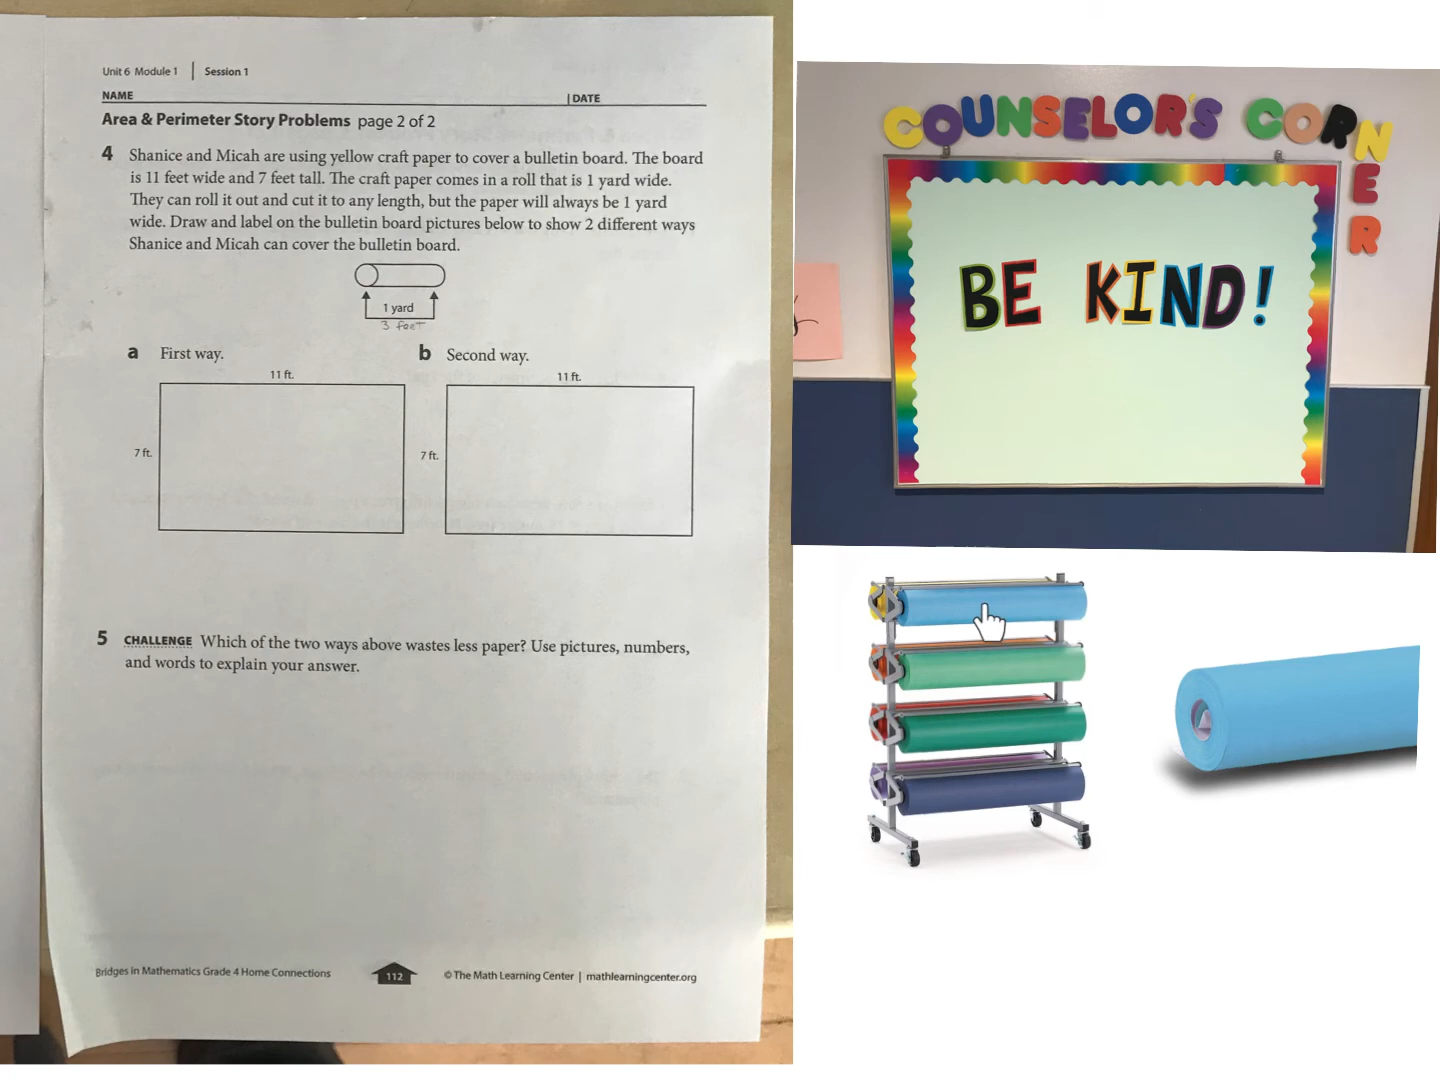 Unit 6 Module 1 | Session 1
NAME | DATE
Area & Perimeter Story Problems page 2 of 2
4 Shanice and Micah are using yellow craft paper to cover a bulletin board. The board
is 11 feet wide and 7 feet tall. The craft paper comes in a roll that is 1 yard wide.
They can roll it out and cut it to any length, but the paper will always be 1 yard
wide. Draw and label on the bulletin board pictures below to show 2 different ways
Shanice and Micah can cover the bulletin board.
1 yard
3 feet
a First way.
b Second way.
11 ft.
11 ft.
7 ft.
7 ft.
5 CHALLENGE Which of the two ways above wastes less paper? Use pictures, numbers,
and words to explain your answer.
Bridges in Mathematics Grade 4 Home Connections
112
© The Math Learning Center | mathlearningcenter.org
COUNSELOR'S CORNER
BE KIND!